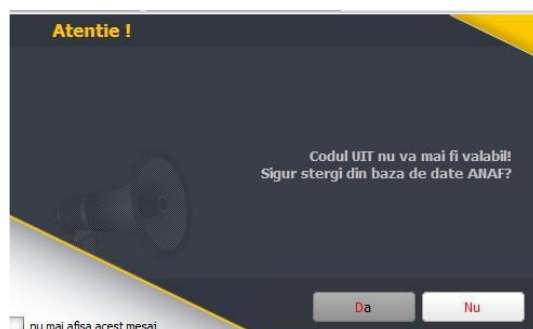 Atentie !
Codul UIT nu va mai fi valabil!
Sigur stergi din baza de date ANAF?
Da
Nu
nu mai afisa acest mesaj